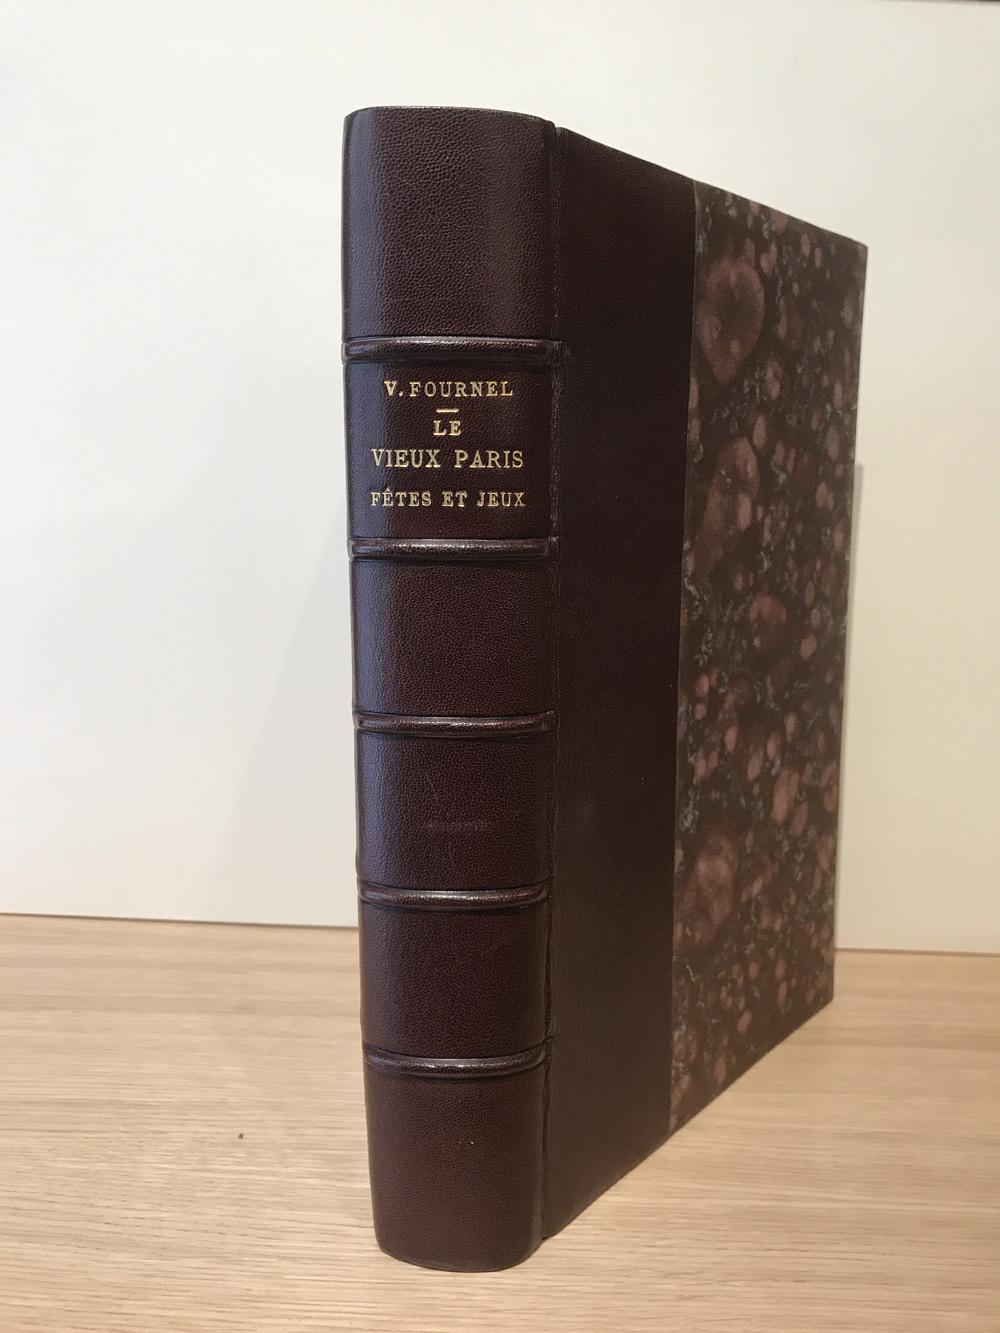 V. FOURNEL
LE
VIEUX PARIS
FÊTES ET JEUX